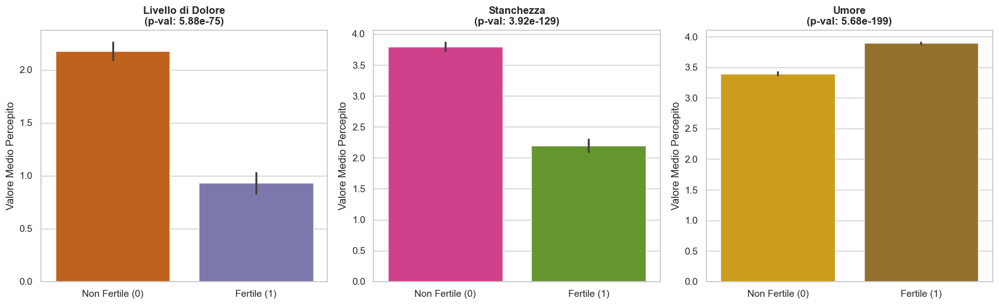 Livello di Dolore
(p-val: 5.88e-75)
Valore Medio Percepito
2.0
1.5
1.0
0.5
0.0
Non Fertile (0)
Fertile (1)
Stanchezza
(p-val: 3.92e-129)
Valore Medio Percepito
4.0
3.5
3.0
2.5
2.0
1.5
1.0
0.5
0.0
Non Fertile (0)
Fertile (1)
Umore
(p-val: 5.68e-199)
Valore Medio Percepito
4.0
3.5
3.0
2.5
2.0
1.5
1.0
0.5
0.0
Non Fertile (0)
Fertile (1)